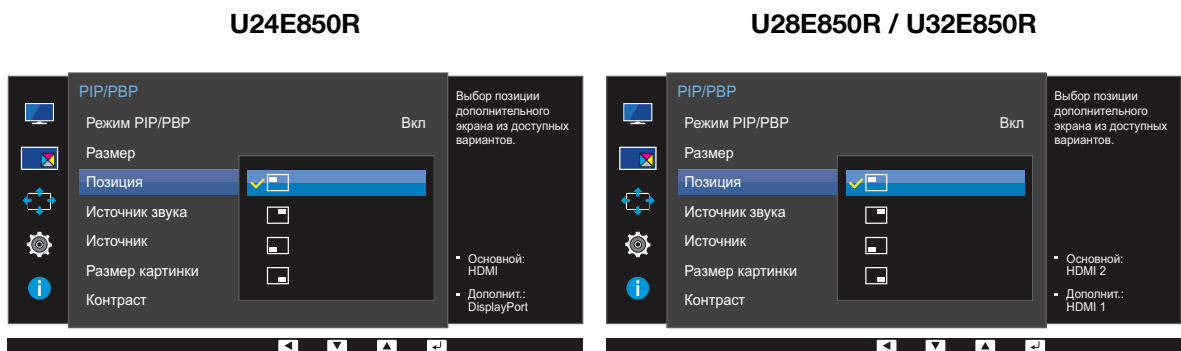 U24E850R
PIP/PBP
Режим PIP/PBP Вкл
Размер
Позиция
Источник звука
Источник
Размер картинки
Контраст
Выбор позиции
дополнительного
экрана из доступных
вариантов.
Основной:
HDMI
Дополнит.:
DisplayPort
U28E850R / U32E850R
PIP/PBP
Режим PIP/PBP Вкл
Размер
Позиция
Источник звука
Источник
Размер картинки
Контраст
Выбор позиции
дополнительного
экрана из доступных
вариантов.
Основной:
HDMI 2
Дополнит.:
HDMI 1